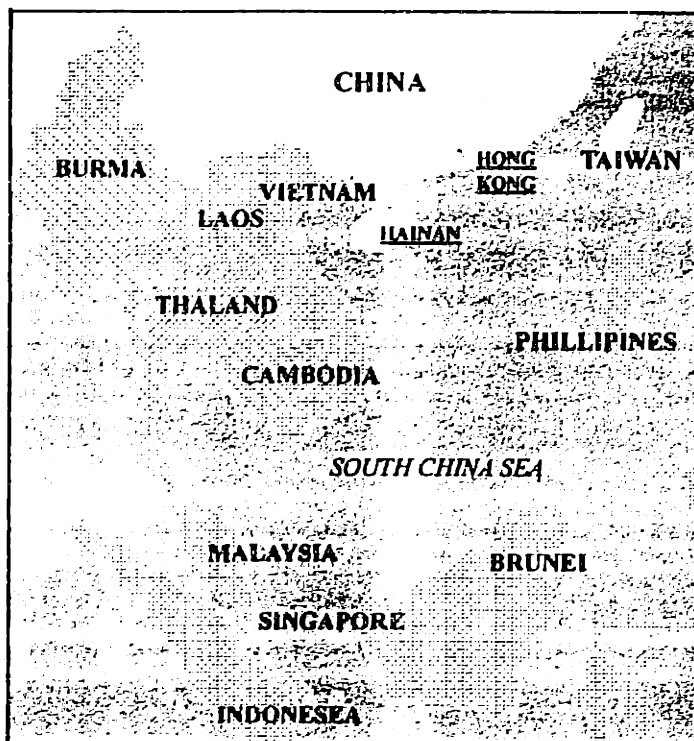 CHINA
BURMA
HONG
KONG
TAIWAN
VIETNAM
LAOS
HAINAN
THALAND
PHILLIPINES
CAMBODIA
SOUTH CHINA SEA
MALAYSIA
BRUNEI
SINGAPORE
INDONESEA